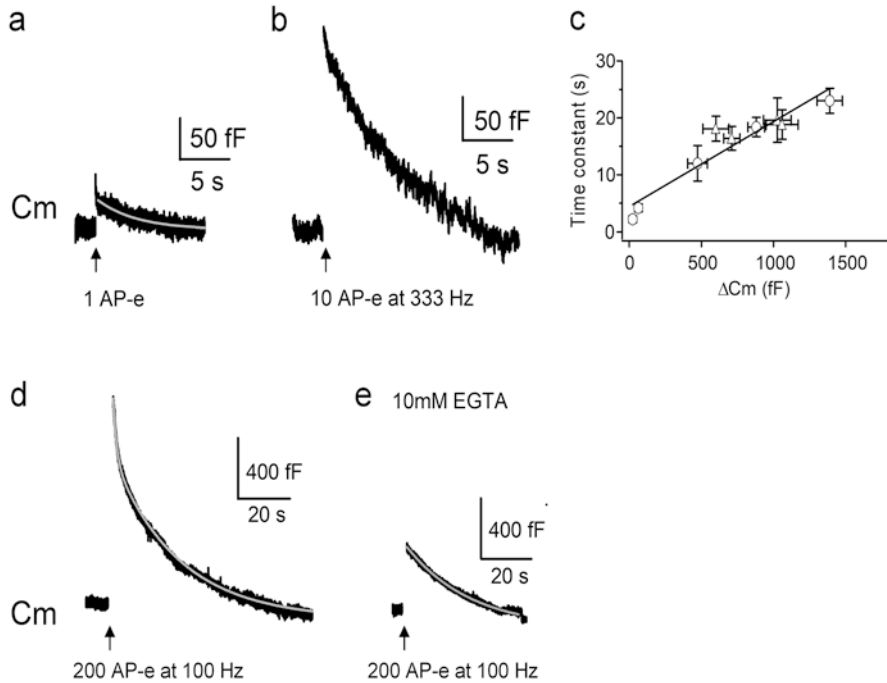 a
50 fF
5 s
Cm
1 AP-e
b
50 fF
5 s
10 AP-e at 333 Hz
c
Time constant (s)
30
20
10
0
0
500
1000
1500
ΔCm (fF)
d
400 fF
20 s
Cm
200 AP-e at 100 Hz
e
10mM EGTA
400 fF
20 s
200 AP-e at 100 Hz